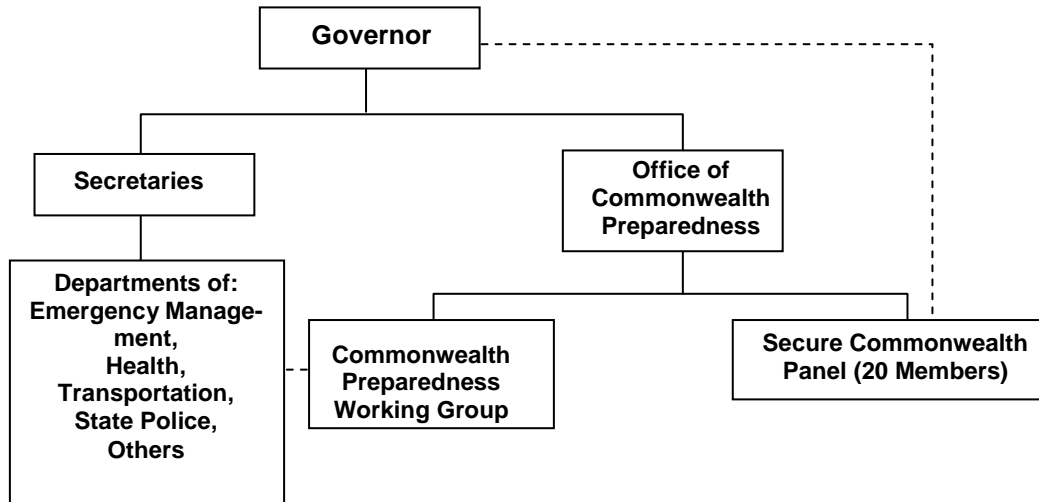 Governor
Secretaries
Office of
Commonwealth
Preparedness
Departments of:
Emergency Manage-
ment,
Health,
Transportation,
State Police,
Others
Commonwealth
Preparedness
Working Group
Secure Commonwealth
Panel (20 Members)